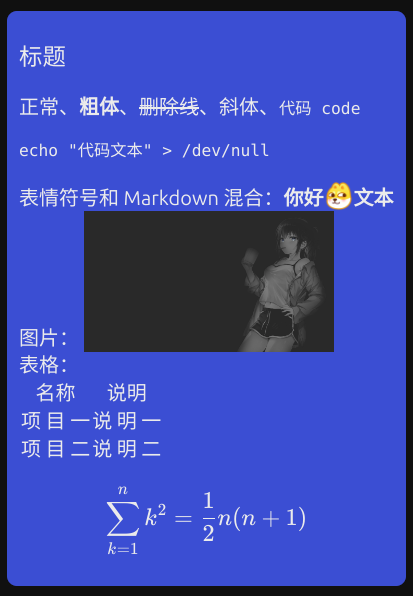 标题
正常、粗体、删除线、斜体、代码 code
echo "代码文本" > /dev/null
表情符号和 Markdown 混合：你好文本
图片：
表格：
名称 说明
项目一 说明一
项目二 说明二
\sum_{k=1}^{n} k^2 = \frac{1}{2} n(n + 1)